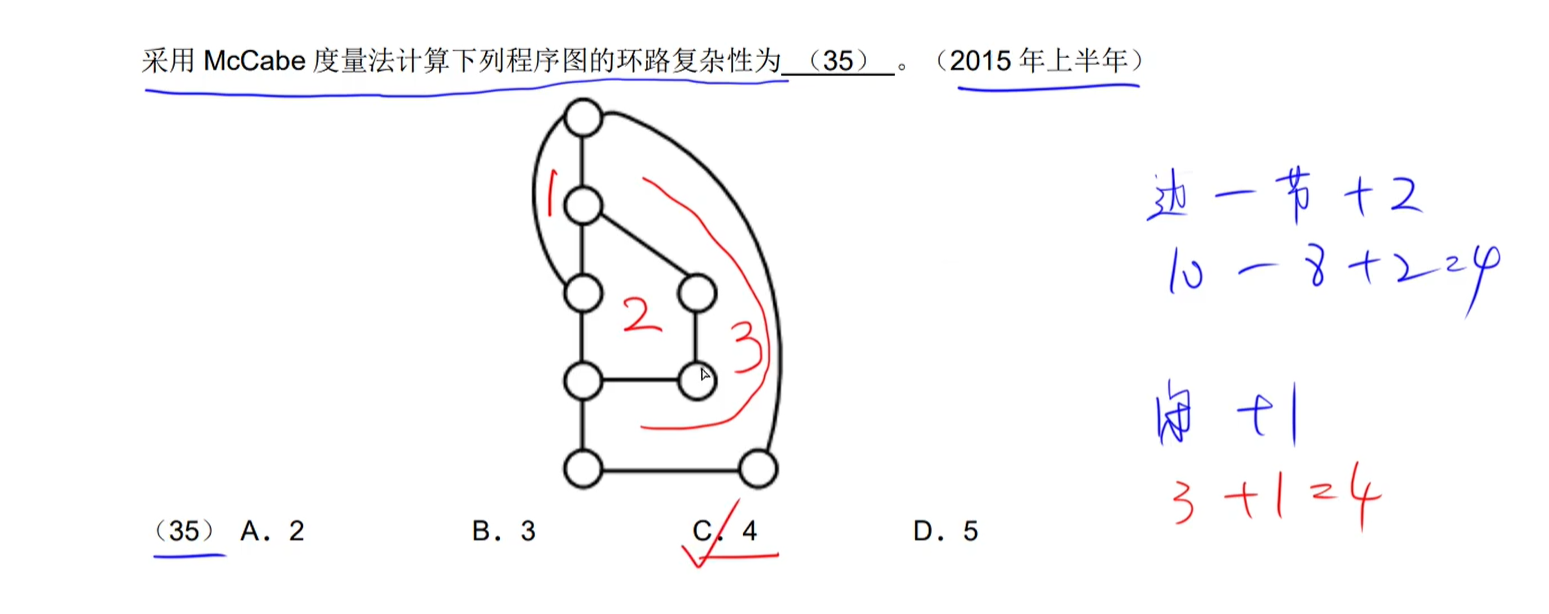 采用 McCabe 度量法计算下列程序图的环路复杂性为 （35） 。（2015 年上半年）
1
2
3
边 - 节 + 2
10 - 8 + 2 = 4
闭 + 1
3 + 1 = 4
（35） A．2 B．3 C．4 D．5